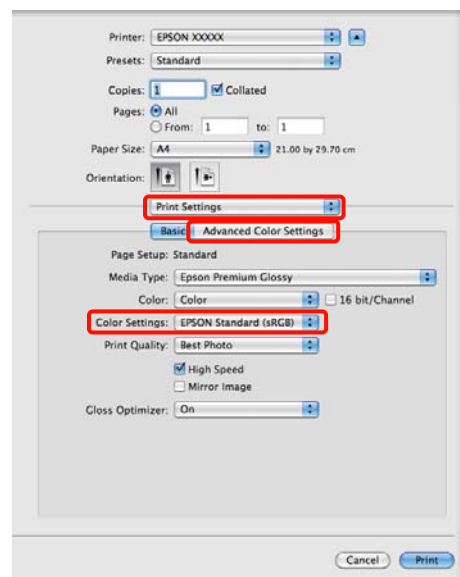 Printer: EPSON XXXXX
Presets: Standard
Copies: 1 Collated
Pages: All
From: 1 to: 1
Paper Size: A4 21.00 by 29.70 cm
Orientation:
Print Settings
Basic Advanced Color Settings
Page Setup: Standard
Media Type: Epson Premium Glossy
Color: Color 16 bit/Channel
Color Settings: EPSON Standard (sRGB)
Print Quality: Best Photo
High Speed
Mirror Image
Gloss Optimizer: On
Cancel Print